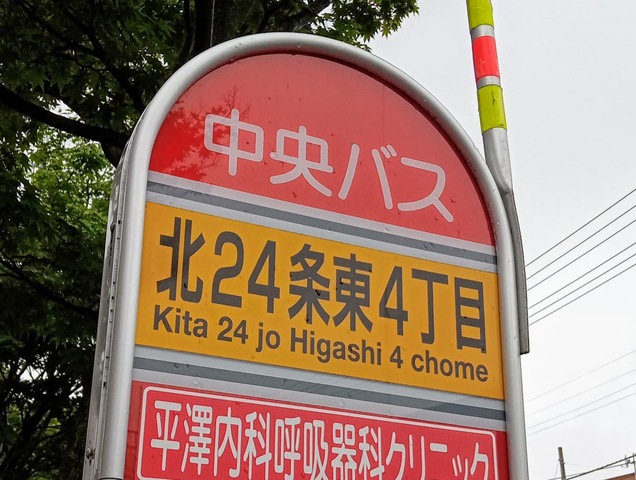 中央バス
北24条東4丁目
Kita 24 jo Higashi 4 chome
平澤内科呼吸器科クリニック